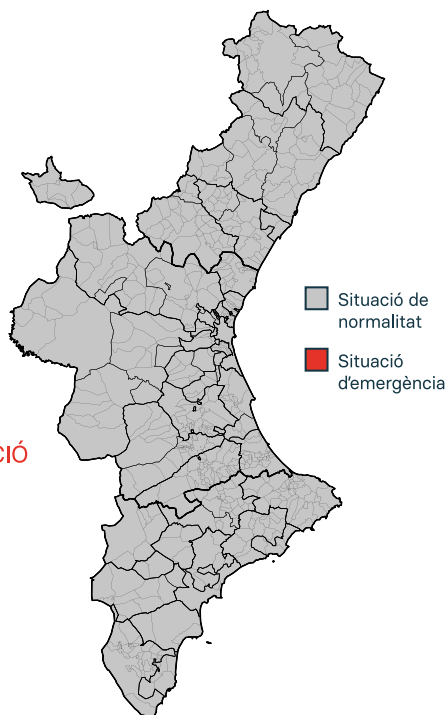 Situació de
normalitat
Situació
d'emergència
CIÓ